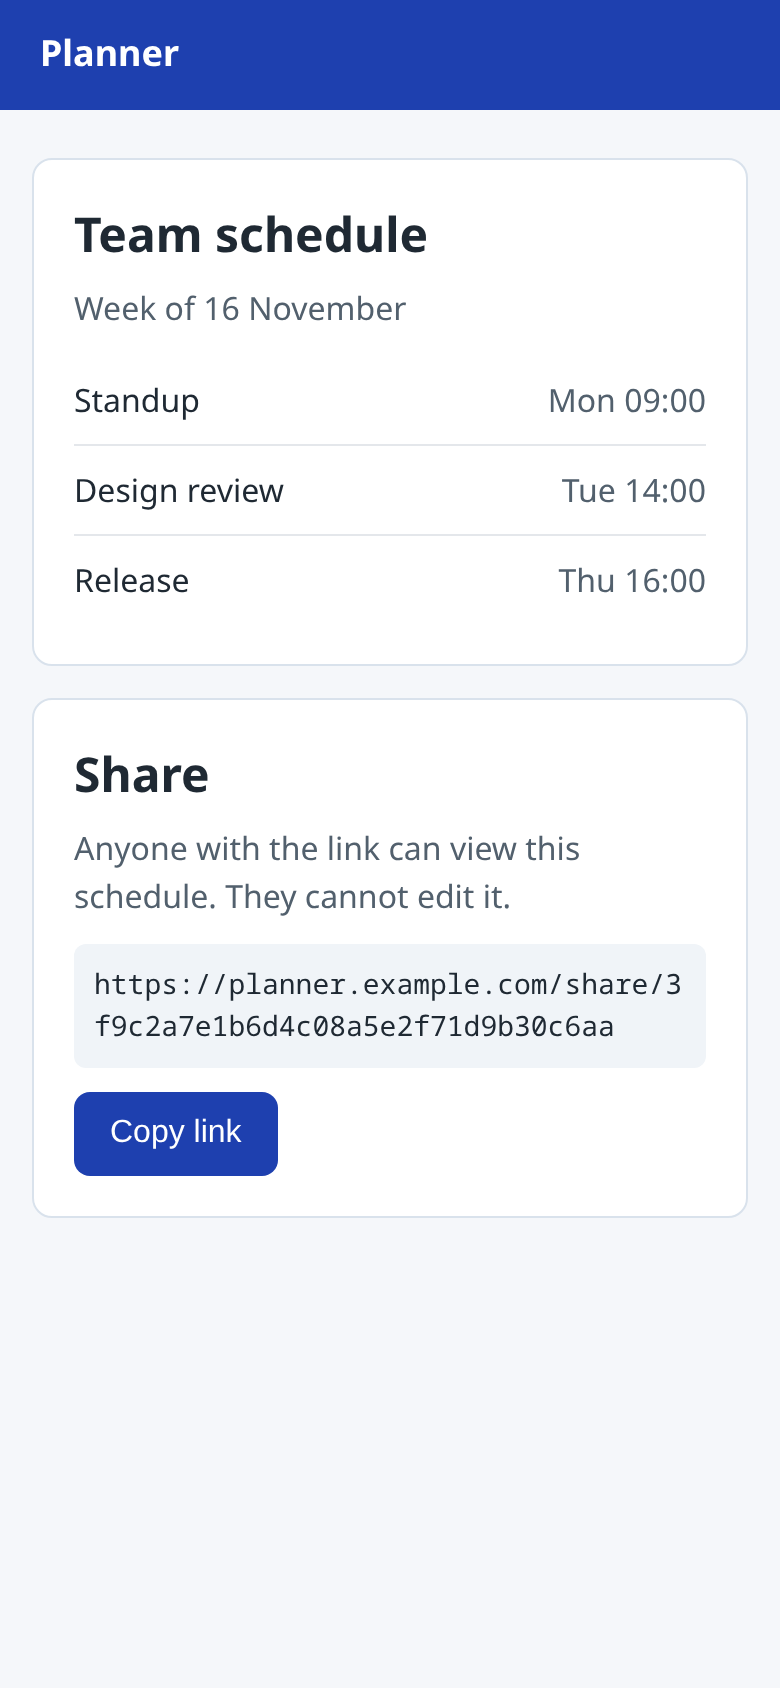 Planner
Team schedule
Week of 16 November
Standup Mon 09:00
Design review Tue 14:00
Release Thu 16:00
Share
Anyone with the link can view this
schedule. They cannot edit it.
https://planner.example.com/share/3
f9c2a7e1b6d4c08a5e2f71d9b30c6aa
Copy link